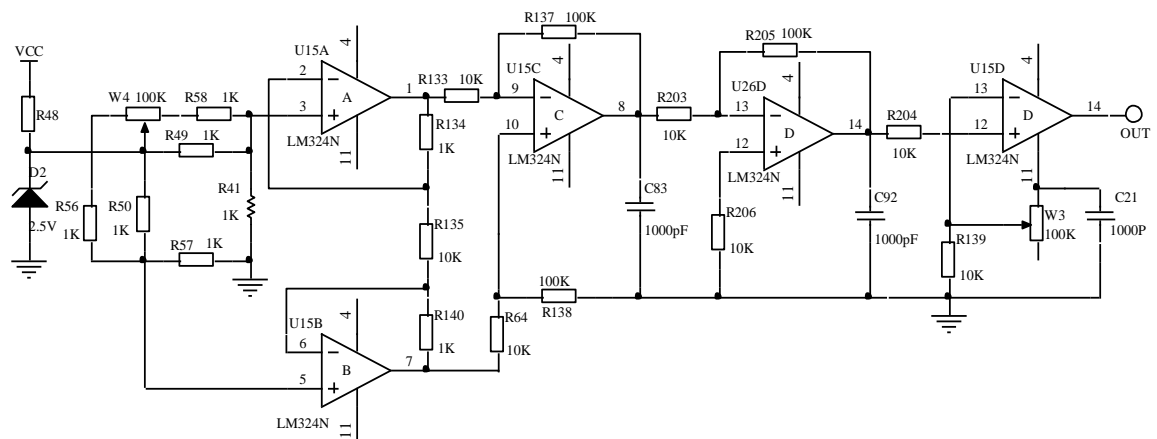 VCC
R48
D2
2.5V
W4 100K
R58 1K
R49
1K
R56
1K
R50
1K
R57
1K
R41
1K
U15A
4
2
3
1
A
LM324N
11
R133
10K
R134
1K
R135
10K
R140
1K
U15B
4
6
5
7
B
LM324N
11
R64
10K
R137 100K
U15C
4
9
10
8
C
LM324N
11
100K
R138
C83
1000pF
R203
10K
R205 100K
U26D
4
13
12
14
D
LM324N
11
R206
10K
C92
1000pF
R204
10K
U15D
4
13
12
14
D
LM324N
11
OUT
R139
10K
W3
100K
C21
1000P